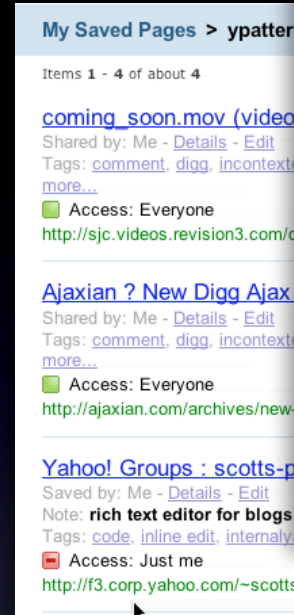 My Saved Pages > ypatter
Items 1 - 4 of about 4
coming_soon.mov (video
Shared by: Me - Details - Edit
Tags: comment, digg, incontexte
more...
Access: Everyone
http://sjc.videos.revision3.com/
Ajaxian ? New Digg Ajax
Shared by: Me - Details - Edit
Tags: comment, digg, incontexte
more...
Access: Everyone
http://ajaxian.com/archives/new-
Yahoo! Groups : scotts-p
Saved by: Me - Details - Edit
Note: rich text editor for blogs
Tags: code, inline edit, internaly
Access: Just me
http://f3.corp.yahoo.com/~scotts